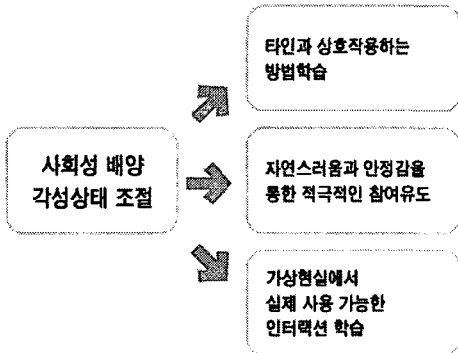 타인과 상호작용하는
방법학습
사회성 배양
각성상태 조절
자연스러움과 안정감을
통한 적극적인 참여유도
가상현실에서
실제 사용 가능한
인터랙션 학습